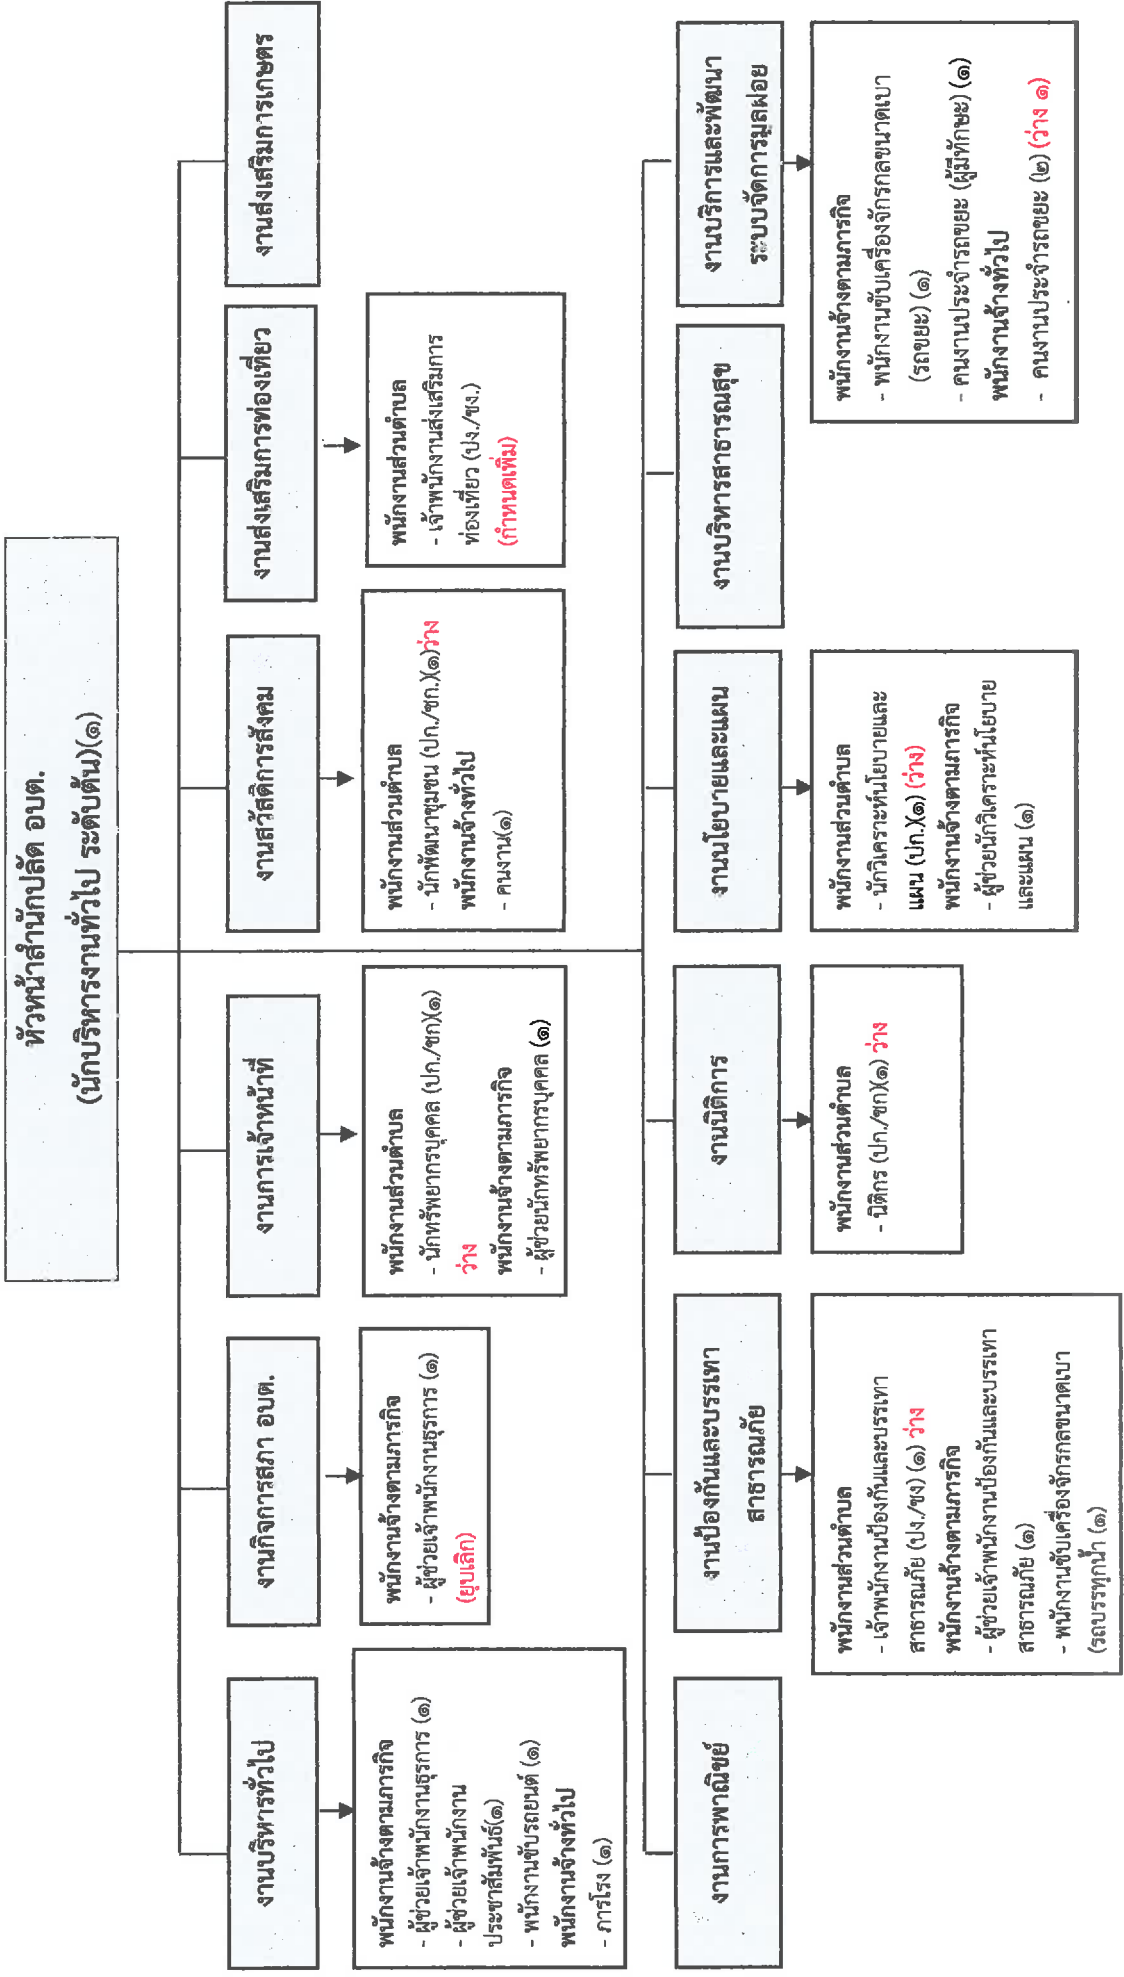 หัวหน้าสำนักปลัด อบต.
(นักบริหารงานทั่วไป ระดับต้น)(๑)
งานบริหารทั่วไป
พนักงานจ้างตามภารกิจ
- ผู้ช่วยเจ้าพนักงานธุรการ (๑)
- ผู้ช่วยเจ้าพนักงาน
ประชาสัมพันธ์(๑)
- พนักงานขับรถยนต์ (๑)
พนักงานจ้างทั่วไป
- ภารโรง (๑)
งานกิจการสภา อบต.
พนักงานจ้างตามภารกิจ
- ผู้ช่วยเจ้าพนักงานธุรการ (๑)
(ยุบเลิก)
งานการเจ้าหน้าที่
พนักงานส่วนตำบล
- นักทรัพยากรบุคคล (ปก./ชก)(๑)
ว่าง
พนักงานจ้างตามภารกิจ
- ผู้ช่วยนักทรัพยากรบุคคล (๑)
งานสวัสดิการสังคม
พนักงานส่วนตำบล
- นักพัฒนาชุมชน (ปก./ชก.)(๑)ว่าง
พนักงานจ้างทั่วไป
- คนงาน(๑)
งานส่งเสริมการท่องเที่ยว
พนักงานส่วนตำบล
- เจ้าพนักงานส่งเสริมการ
ท่องเที่ยว (ปง./ชง.)
(กำหนดเพิ่ม)
งานส่งเสริมการเกษตร
งานการพาณิชย์
งานป้องกันและบรรเทา
สาธารณภัย
พนักงานส่วนตำบล
- เจ้าพนักงานป้องกันและบรรเทา
สาธารณภัย (ปง./ชง) (๑) ว่าง
พนักงานจ้างตามภารกิจ
- ผู้ช่วยเจ้าพนักงานป้องกันและบรรเทา
สาธารณภัย (๑)
- พนักงานขับเครื่องจักรกลขนาดเบา
(รถบรรทุกน้ำ (๑)
งานนิติการ
พนักงานส่วนตำบล
- นิติกร (ปก./ชก)(๑) ว่าง
งานนโยบายและแผน
พนักงานส่วนตำบล
- นักวิเคราะห์นโยบายและ
แผน (ปก.)(๑) (ว่าง)
พนักงานจ้างตามภารกิจ
- ผู้ช่วยนักวิเคราะห์นโยบาย
และแผน (๑)
งานบริหารสาธารณสุข
งานบริการและพัฒนา
ระบบจัดการมูลฝอย
พนักงานจ้างตามภารกิจ
- พนักงานขับเครื่องจักรกลขนาดเบา
(รถขยะ) (๑)
- คนงานประจำรถขยะ (ผู้มีทักษะ) (๑)
พนักงานจ้างทั่วไป
- คนงานประจำรถขยะ (๒) (ว่าง ๑)